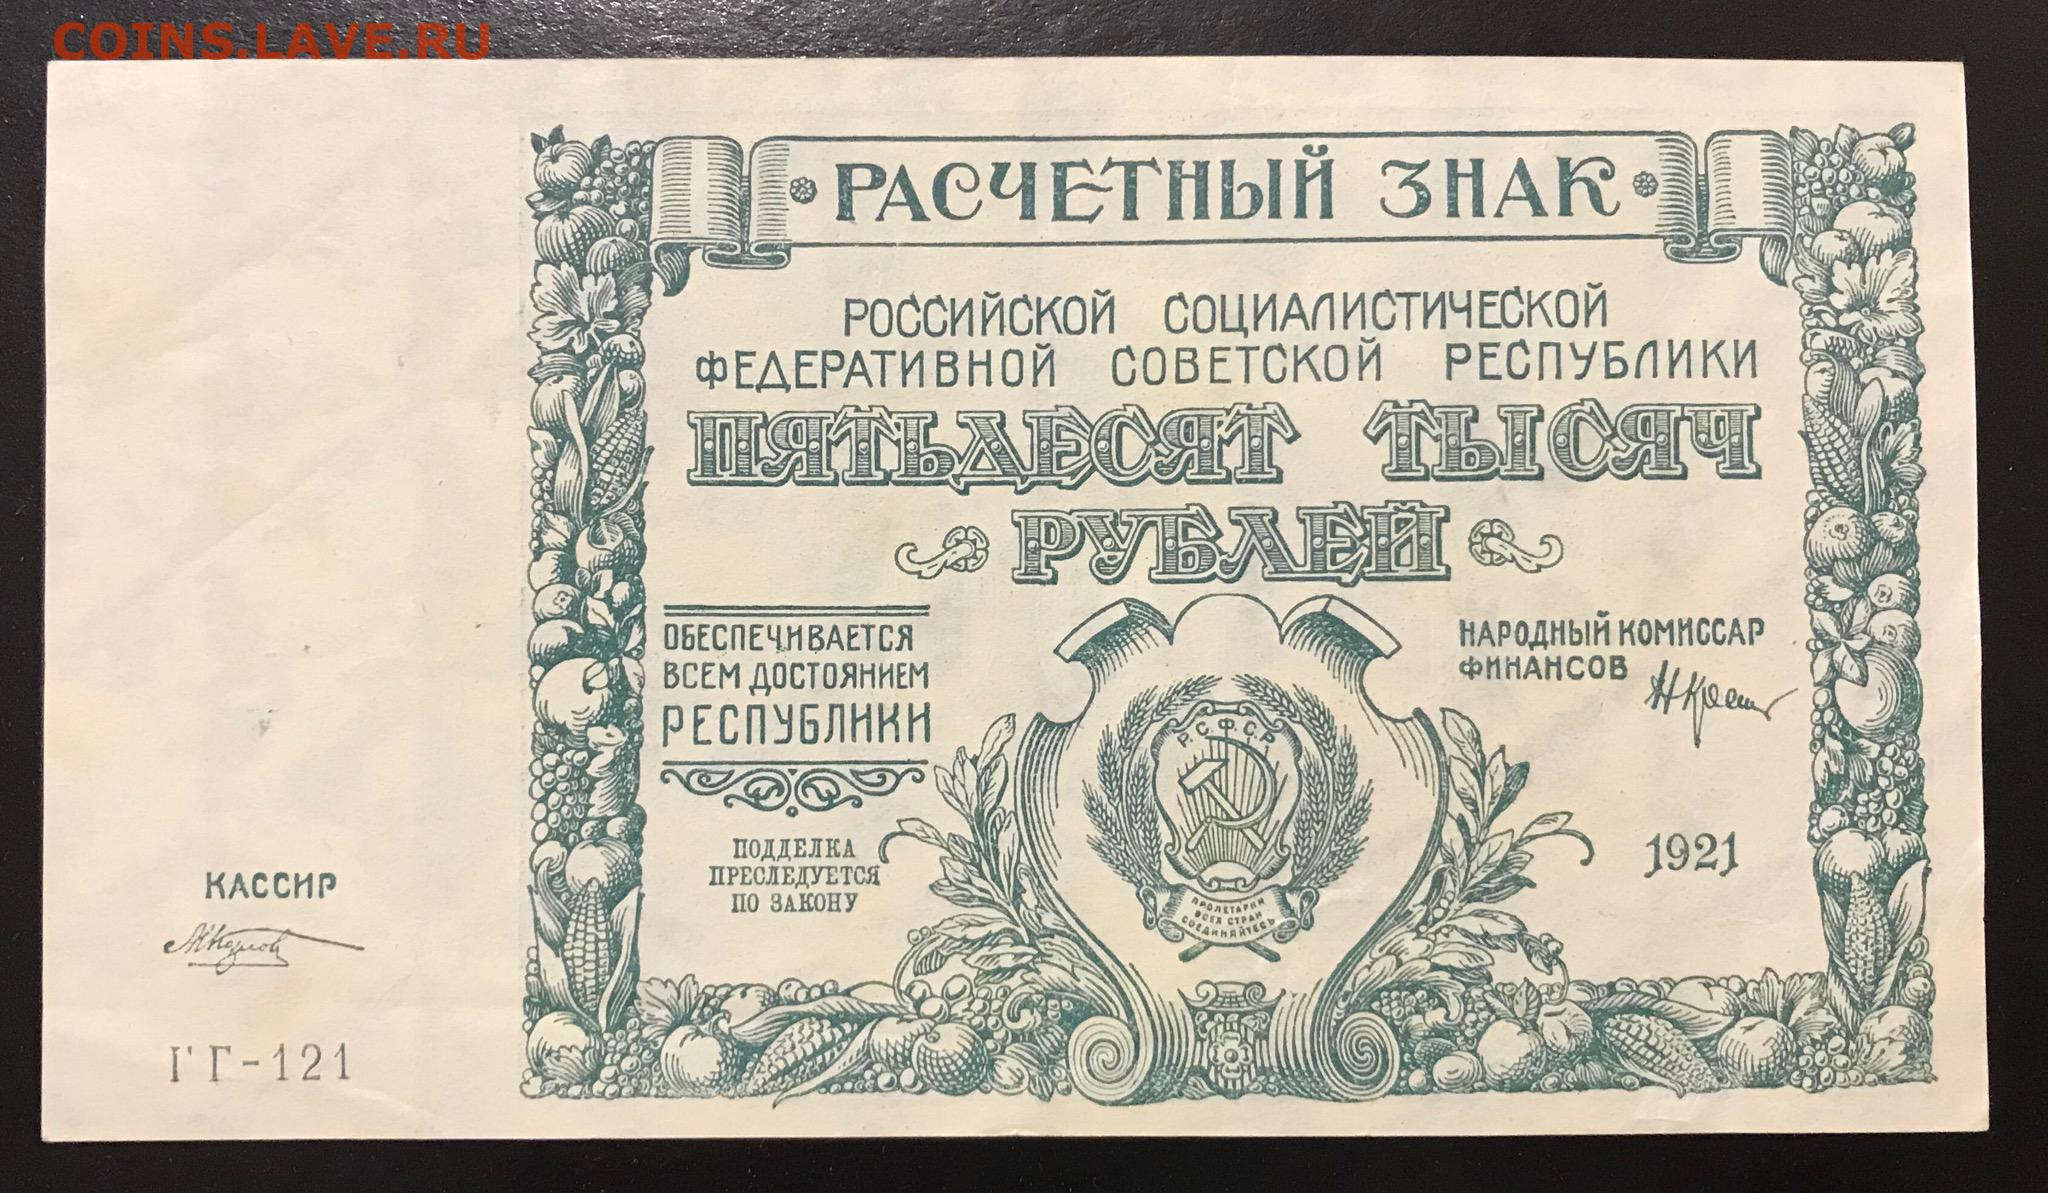 COINS.LAVE.RU
РАСЧЕТНЫЙ ЗНАК
РОССИЙСКОЙ СОЦИАЛИСТИЧЕСКОЙ
ФЕДЕРАТИВНОЙ СОВЕТСКОЙ РЕСПУБЛИКИ
ПЯТЬДЕСЯТ ТЫСЯЧ
РУБЛЕЙ
ОБЕСПЕЧИВАЕТСЯ
ВСЕМ ДОСТОЯНИЕМ
РЕСПУБЛИКИ
ПОДДЕЛКА
ПРЕСЛЕДУЕТСЯ
ПО ЗАКОНУ
Р.С.Ф.С.Р.
ПРОЛЕТАРИИ
ВСЕХ СТРАН
СОЕДИНЯЙТЕСЬ
НАРОДНЫЙ КОМИССАР
ФИНАНСОВ
1921
КАССИР
ГГ-121